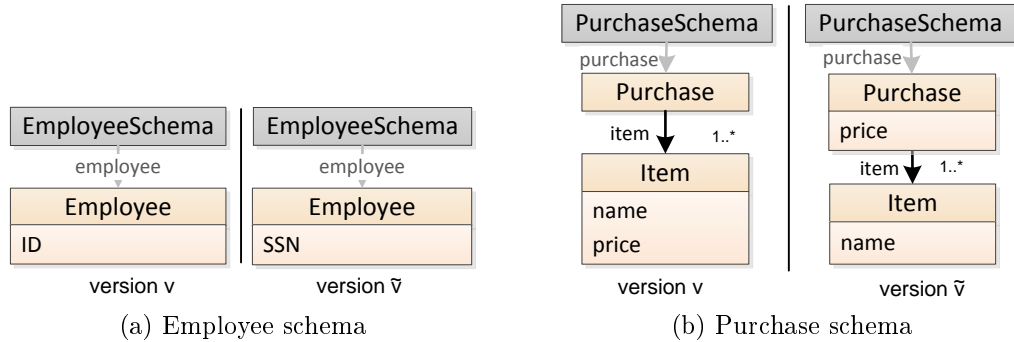 EmployeeSchema
employee
Employee
ID
version v
EmployeeSchema
employee
Employee
SSN
version ṽ
(a) Employee schema
PurchaseSchema
purchase
Purchase
item 1..*
Item
name
price
version v
PurchaseSchema
purchase
Purchase
price
item 1..*
Item
name
version ṽ
(b) Purchase schema